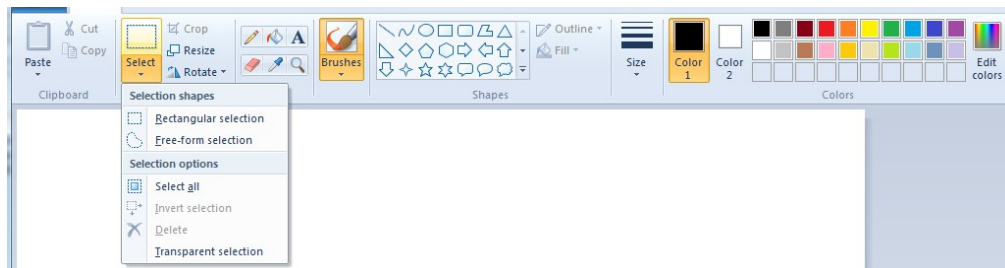 Cut
Copy
Paste
Clipboard
Select
Crop
Resize
Rotate
A
Brushes
Outline
Fill
Shapes
Size
Color 1
Color 2
Edit colors
Colors
Selection shapes
Rectangular selection
Free-form selection
Selection options
Select all
Invert selection
Delete
Transparent selection